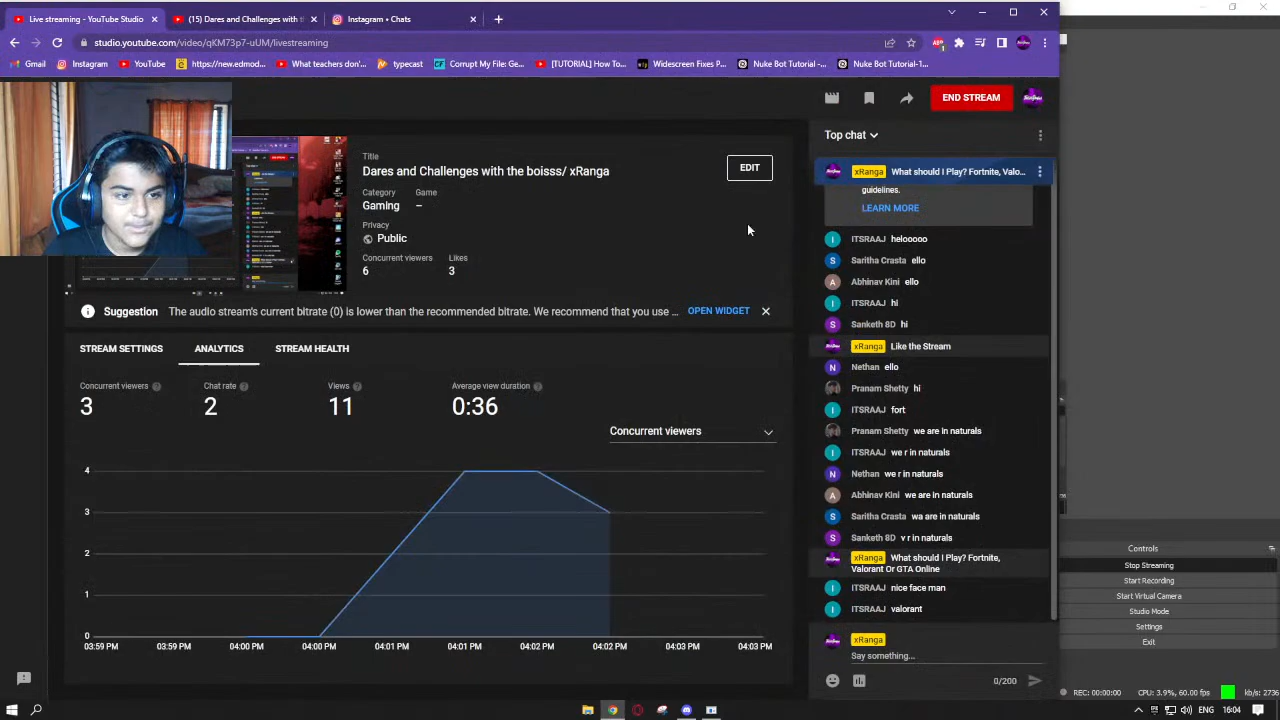 Live streaming - YouTube Studio
(15) Dares and Challenges with th
Instagram • Chats
studio.youtube.com/video/qKM73p7-uUM/livestreaming
Gmail
Instagram
YouTube
https://new.edmod...
What teachers don'...
typecast
Corrupt My File: Ge...
[TUTORIAL] How To...
Widescreen Fixes P...
Nuke Bot Tutorial -...
Nuke Bot Tutorial-1...
END STREAM
Title
Dares and Challenges with the boisss/ xRanga
EDIT
Category
Game
Gaming
–
Privacy
Public
Concurrent viewers
Likes
6
3
Suggestion
The audio stream's current bitrate (0) is lower than the recommended bitrate. We recommend that you use ...
OPEN WIDGET
STREAM SETTINGS
ANALYTICS
STREAM HEALTH
Concurrent viewers
Chat rate
Views
Average view duration
3
2
11
0:36
Concurrent viewers
4
3
2
1
0
03:59 PM
03:59 PM
04:00 PM
04:00 PM
04:01 PM
04:01 PM
04:02 PM
04:02 PM
04:03 PM
04:03 PM
Top chat
xRanga What should I Play? Fortnite, Valo...
guidelines.
LEARN MORE
ITSRAAJ helooooo
Saritha Crasta ello
Abhinav Kini ello
ITSRAAJ hi
Sanketh 8D hi
xRanga Like the Stream
Nethan ello
Pranam Shetty hi
ITSRAAJ fort
Pranam Shetty we are in naturals
ITSRAAJ we r in naturals
Nethan we r in naturals
Abhinav Kini we are in naturals
Saritha Crasta wa are in naturals
Sanketh 8D v r in naturals
xRanga What should I Play? Fortnite,
Valorant Or GTA Online
ITSRAAJ nice face man
ITSRAAJ valorant
xRanga
Say something...
0/200
Controls
Stop Streaming
Start Recording
Start Virtual Camera
Studio Mode
Settings
Exit
REC: 00:00:00
CPU: 3.9%, 60.00 fps
kb/s: 2736
ENG
16:04